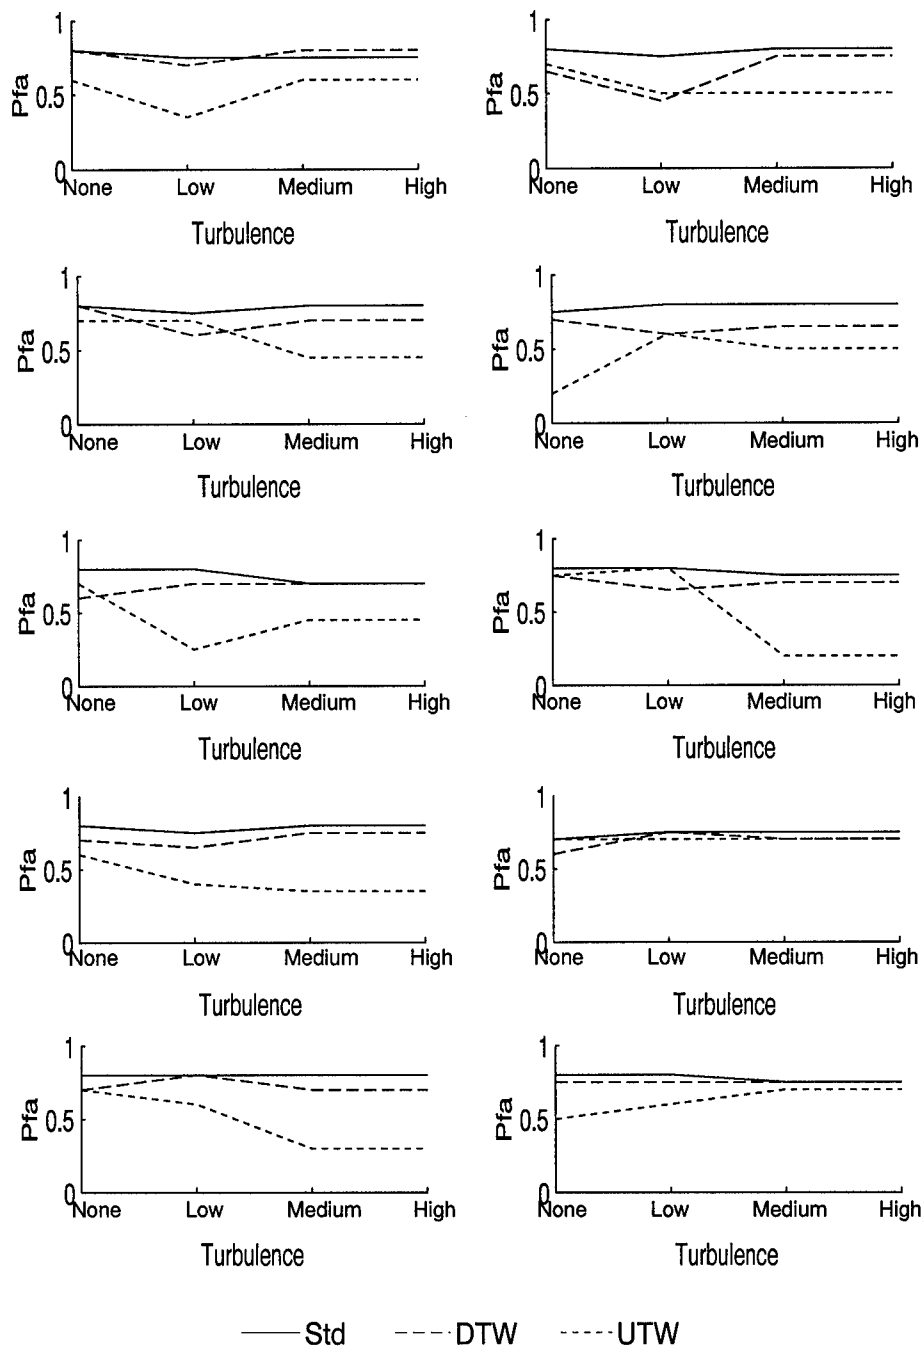 1 1
Pfa 0.5 Pfa 0.5
0 0
None Low Medium High None Low Medium High
Turbulence Turbulence
1 1
Pfa 0.5 Pfa 0.5
0 0
None Low Medium High None Low Medium High
Turbulence Turbulence
1 1
Pfa 0.5 Pfa 0.5
0 0
None Low Medium High None Low Medium High
Turbulence Turbulence
1 1
Pfa 0.5 Pfa 0.5
0 0
None Low Medium High None Low Medium High
Turbulence Turbulence
1 1
Pfa 0.5 Pfa 0.5
0 0
None Low Medium High None Low Medium High
Turbulence Turbulence
Std DTW UTW